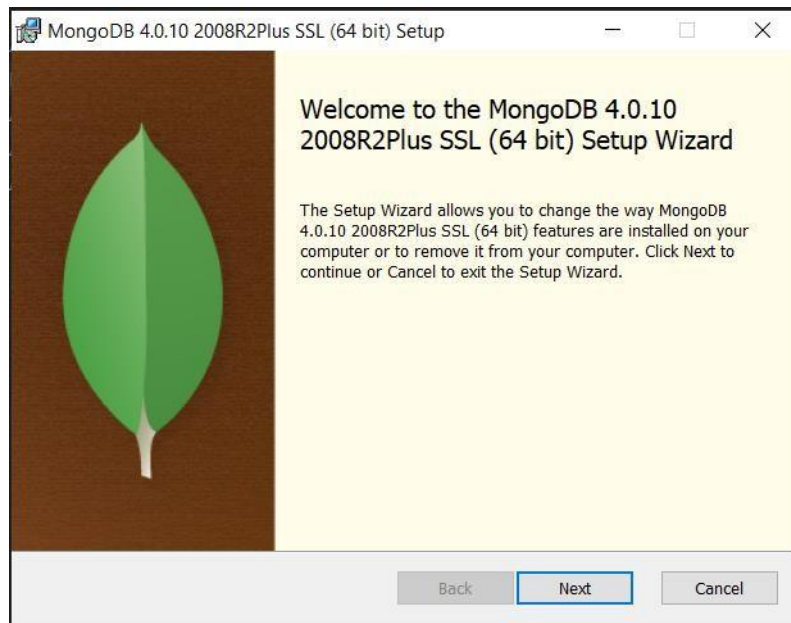 MongoDB 4.0.10 2008R2Plus SSL (64 bit) Setup
Welcome to the MongoDB 4.0.10
2008R2Plus SSL (64 bit) Setup Wizard
The Setup Wizard allows you to change the way MongoDB
4.0.10 2008R2Plus SSL (64 bit) features are installed on your
computer or to remove it from your computer. Click Next to
continue or Cancel to exit the Setup Wizard.
Back Next Cancel